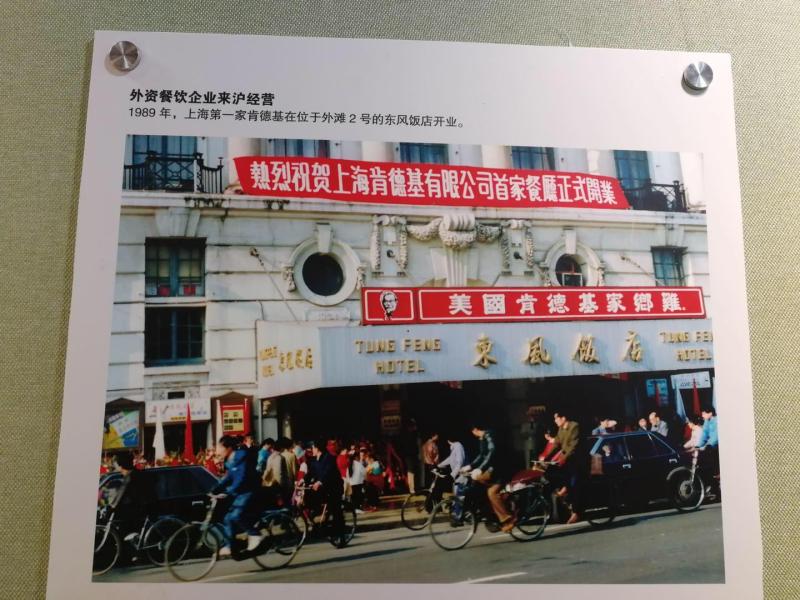 外资餐饮企业来沪经营
1989 年，上海第一家肯德基在位于外滩 2 号的东风饭店开业。
熱烈祝贺上海肯德基有限公司首家餐廳正式開業
美國肯德基家鄉雞
TUNG FENG
HOTEL
東風飯店
TUNG FENG
HOTEL